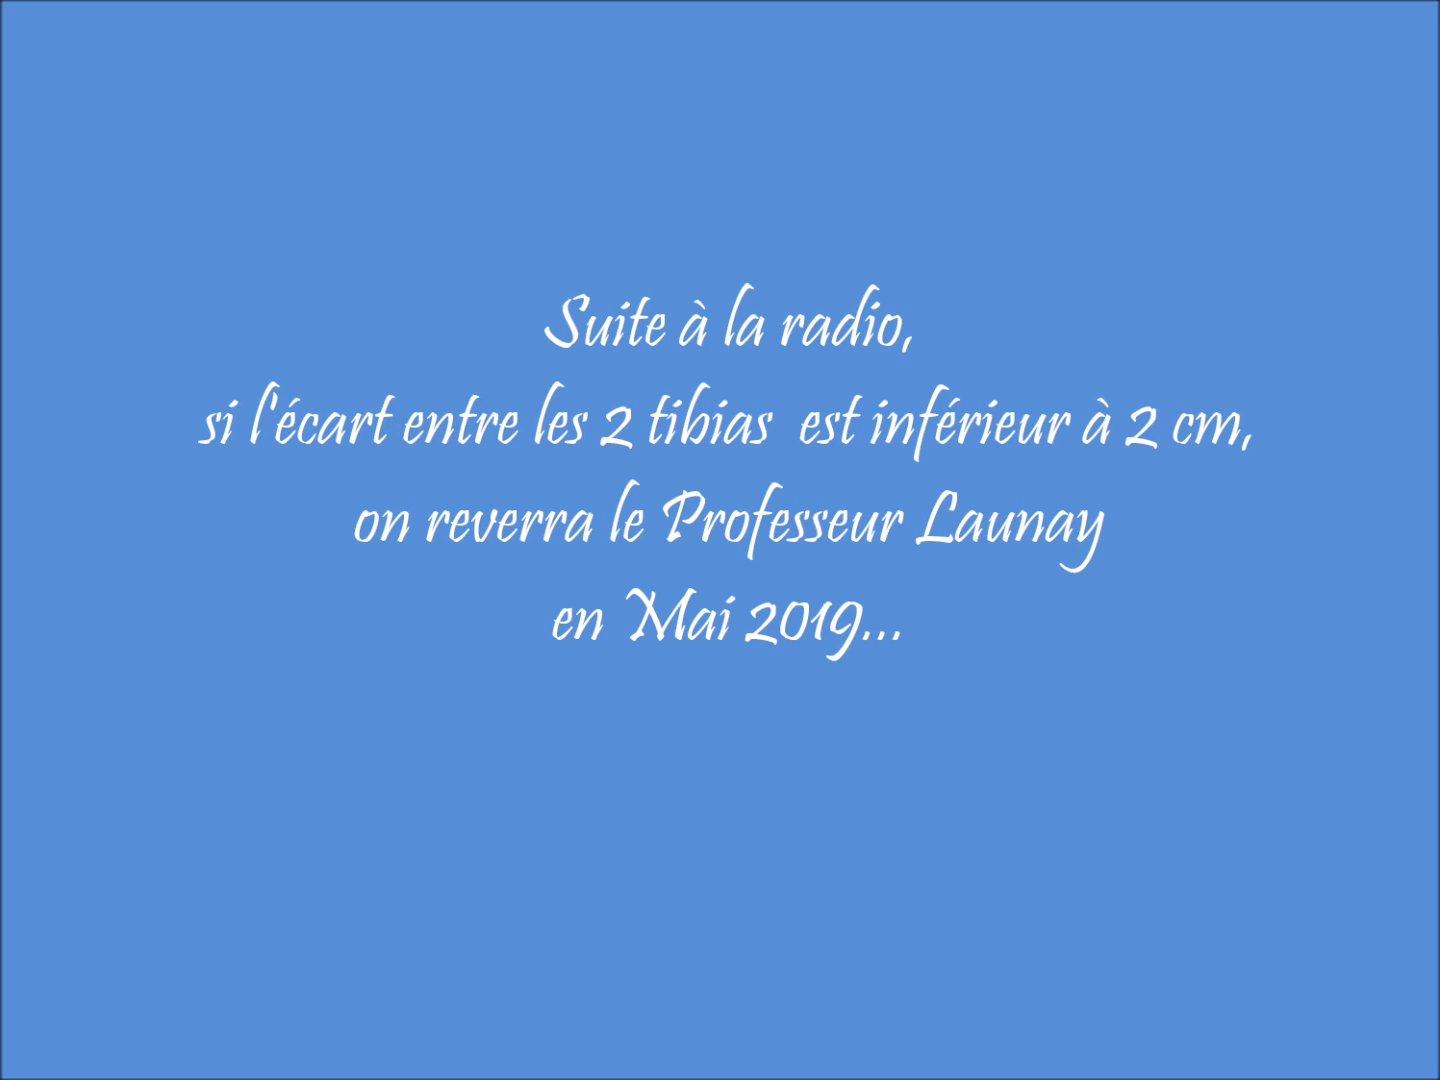 Suite à la radio,
si l'écart entre les 2 tibias est inférieur à 2 cm,
on reverra le Professeur Launay
en Mai 2019...